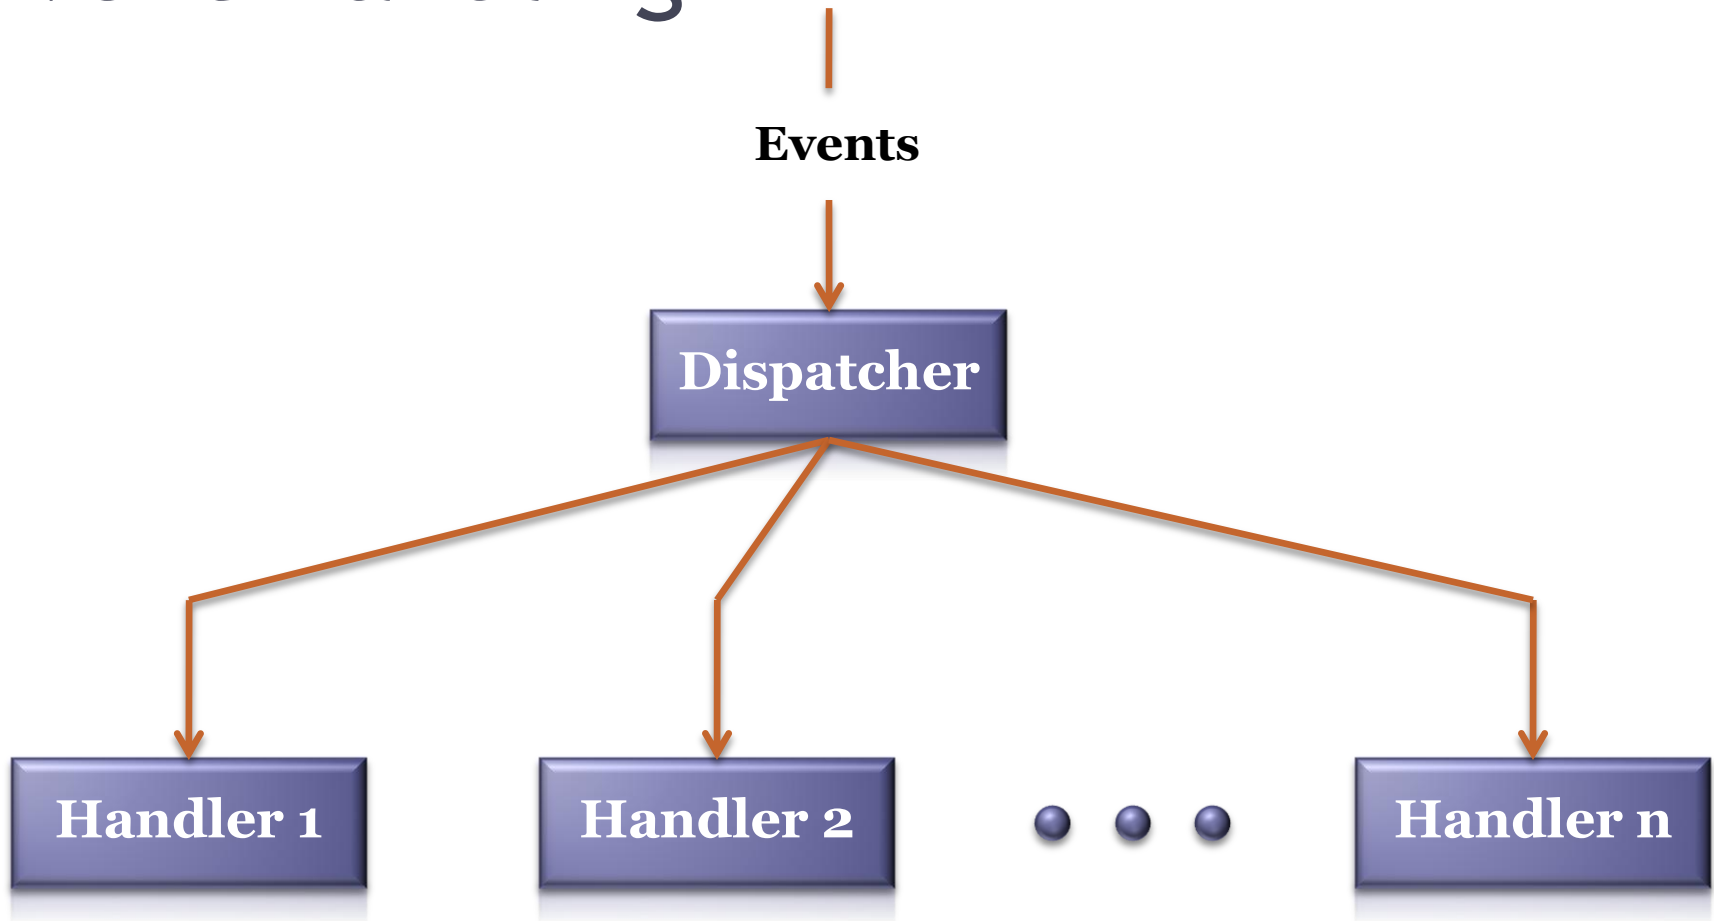 Events
Dispatcher
Handler 1
Handler 2
Handler n